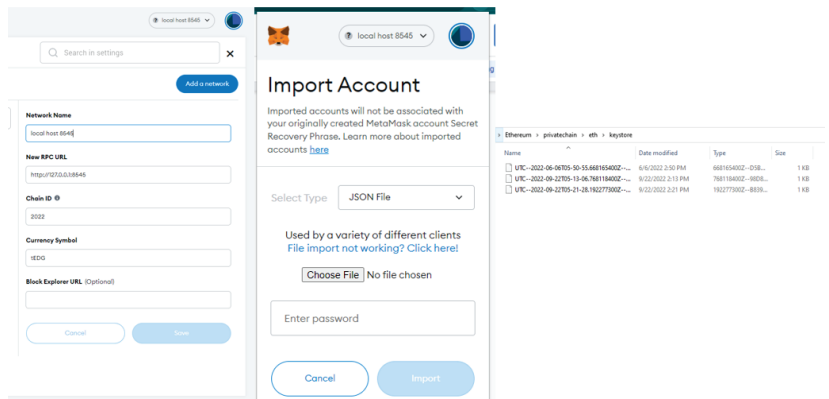 local host 8545
Search in settings
Add a network
Network Name
local host 8545
New RPC URL
http://127.0.0.1:8545
Chain ID
2022
Currency Symbol
tEDG
Block Explorer URL (Optional)
Cancel
Save
local host 8545
Import Account
Imported accounts will not be associated with
your originally created MetaMask account Secret
Recovery Phrase. Learn more about imported
accounts here
Select Type
JSON File
Used by a variety of different clients
File import not working? Click here!
Choose File No file chosen
Enter password
Cancel
Import
Ethereum > privatechain > eth > keystore
Name Date modified Type Size
UTC--2022-06-06T05-50-55.668165400Z--... 6/6/2022 2:50 PM 668165400Z--D5B... 1 KB
UTC--2022-09-22T05-13-06.768118400Z--... 9/22/2022 2:13 PM 768118400Z--98D8... 1 KB
UTC--2022-09-22T05-21-28.192277300Z--... 9/22/2022 2:21 PM 192277300Z--B839... 1 KB